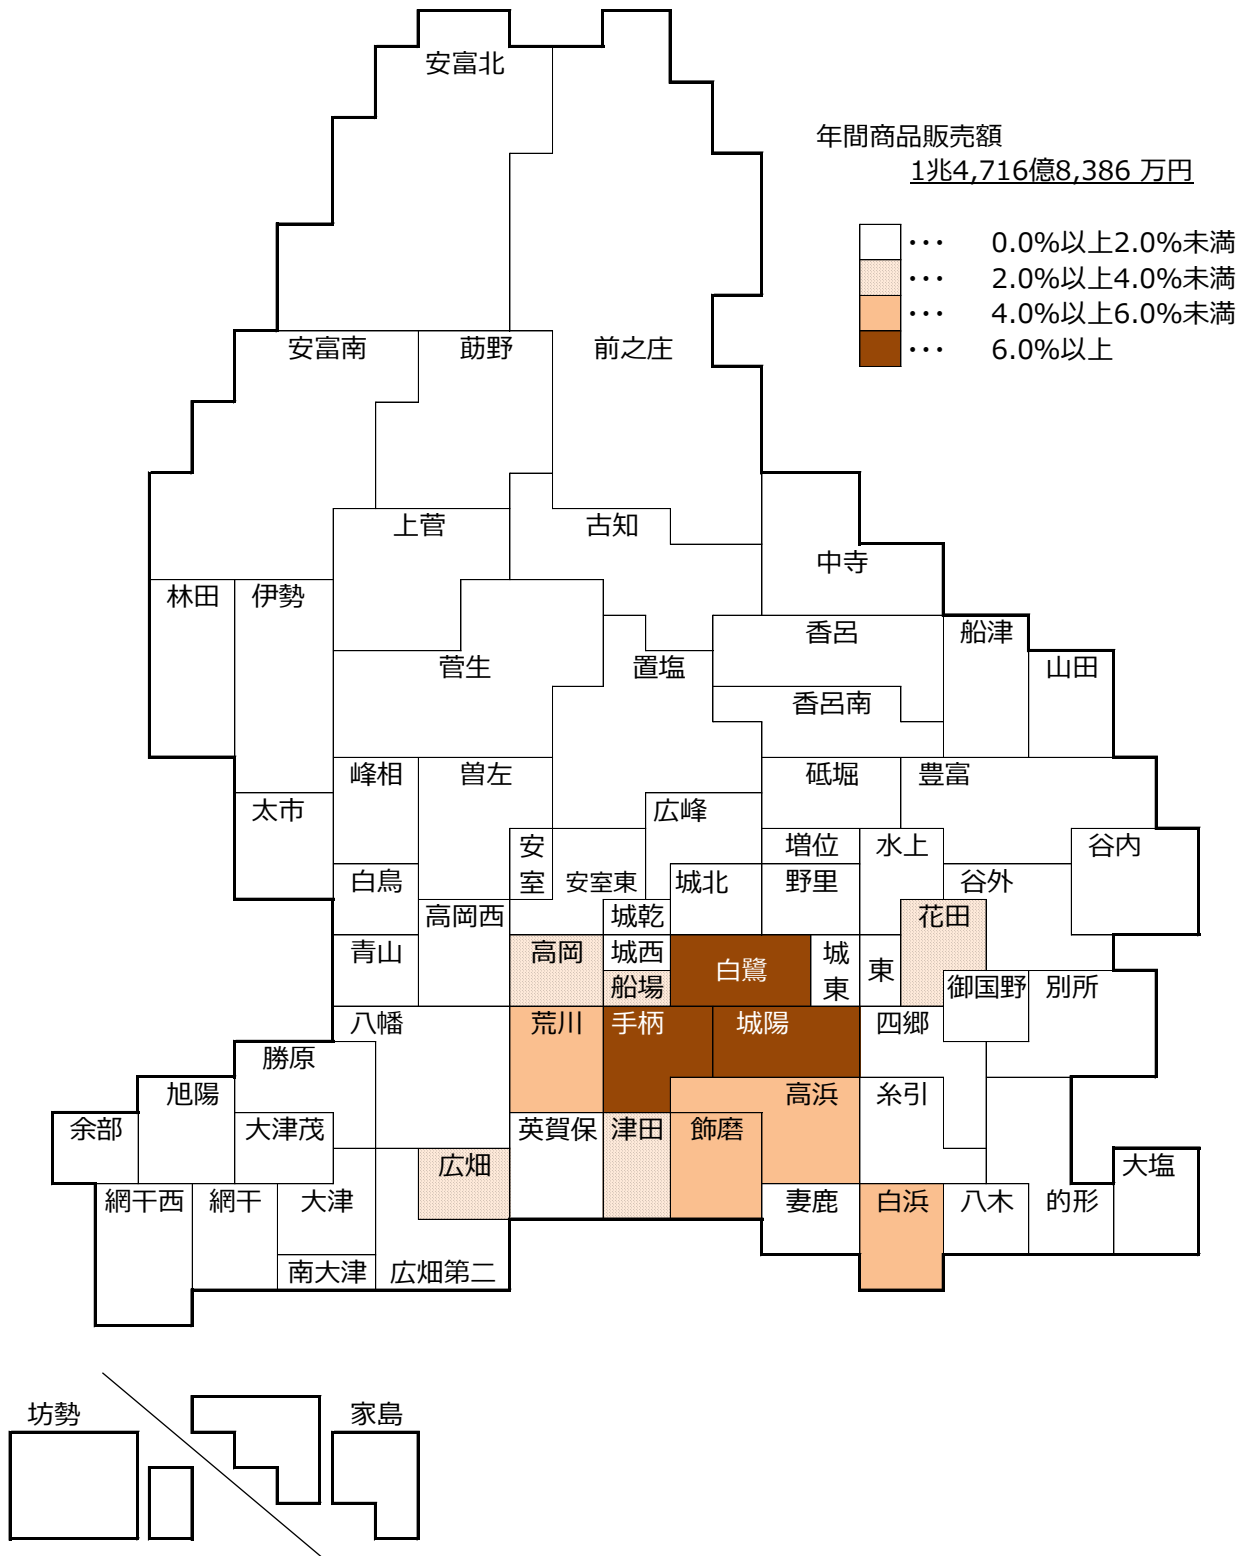 安富北
年間商品販売額
1兆4,716億8,386 万円
・・・ 0.0%以上2.0%未満
・・・ 2.0%以上4.0%未満
・・・ 4.0%以上6.0%未満
・・・ 6.0%以上
安富南
莇野
前之庄
上菅
古知
中寺
林田
伊勢
香呂
船津
菅生
置塩
山田
香呂南
峰相
曽左
砥堀
豊富
太市
広峰
安室
増位
水上
谷内
白鳥
安室東
城北
野里
谷外
高岡西
城乾
花田
青山
高岡
城西
白鷺
城東
東
船場
御国野
別所
八幡
荒川
手柄
城陽
四郷
勝原
旭陽
高浜
糸引
余部
大津茂
英賀保
津田
飾磨
広畑
大塩
網干西
網干
大津
妻鹿
白浜
八木
的形
南大津
広畑第二
坊勢
家島